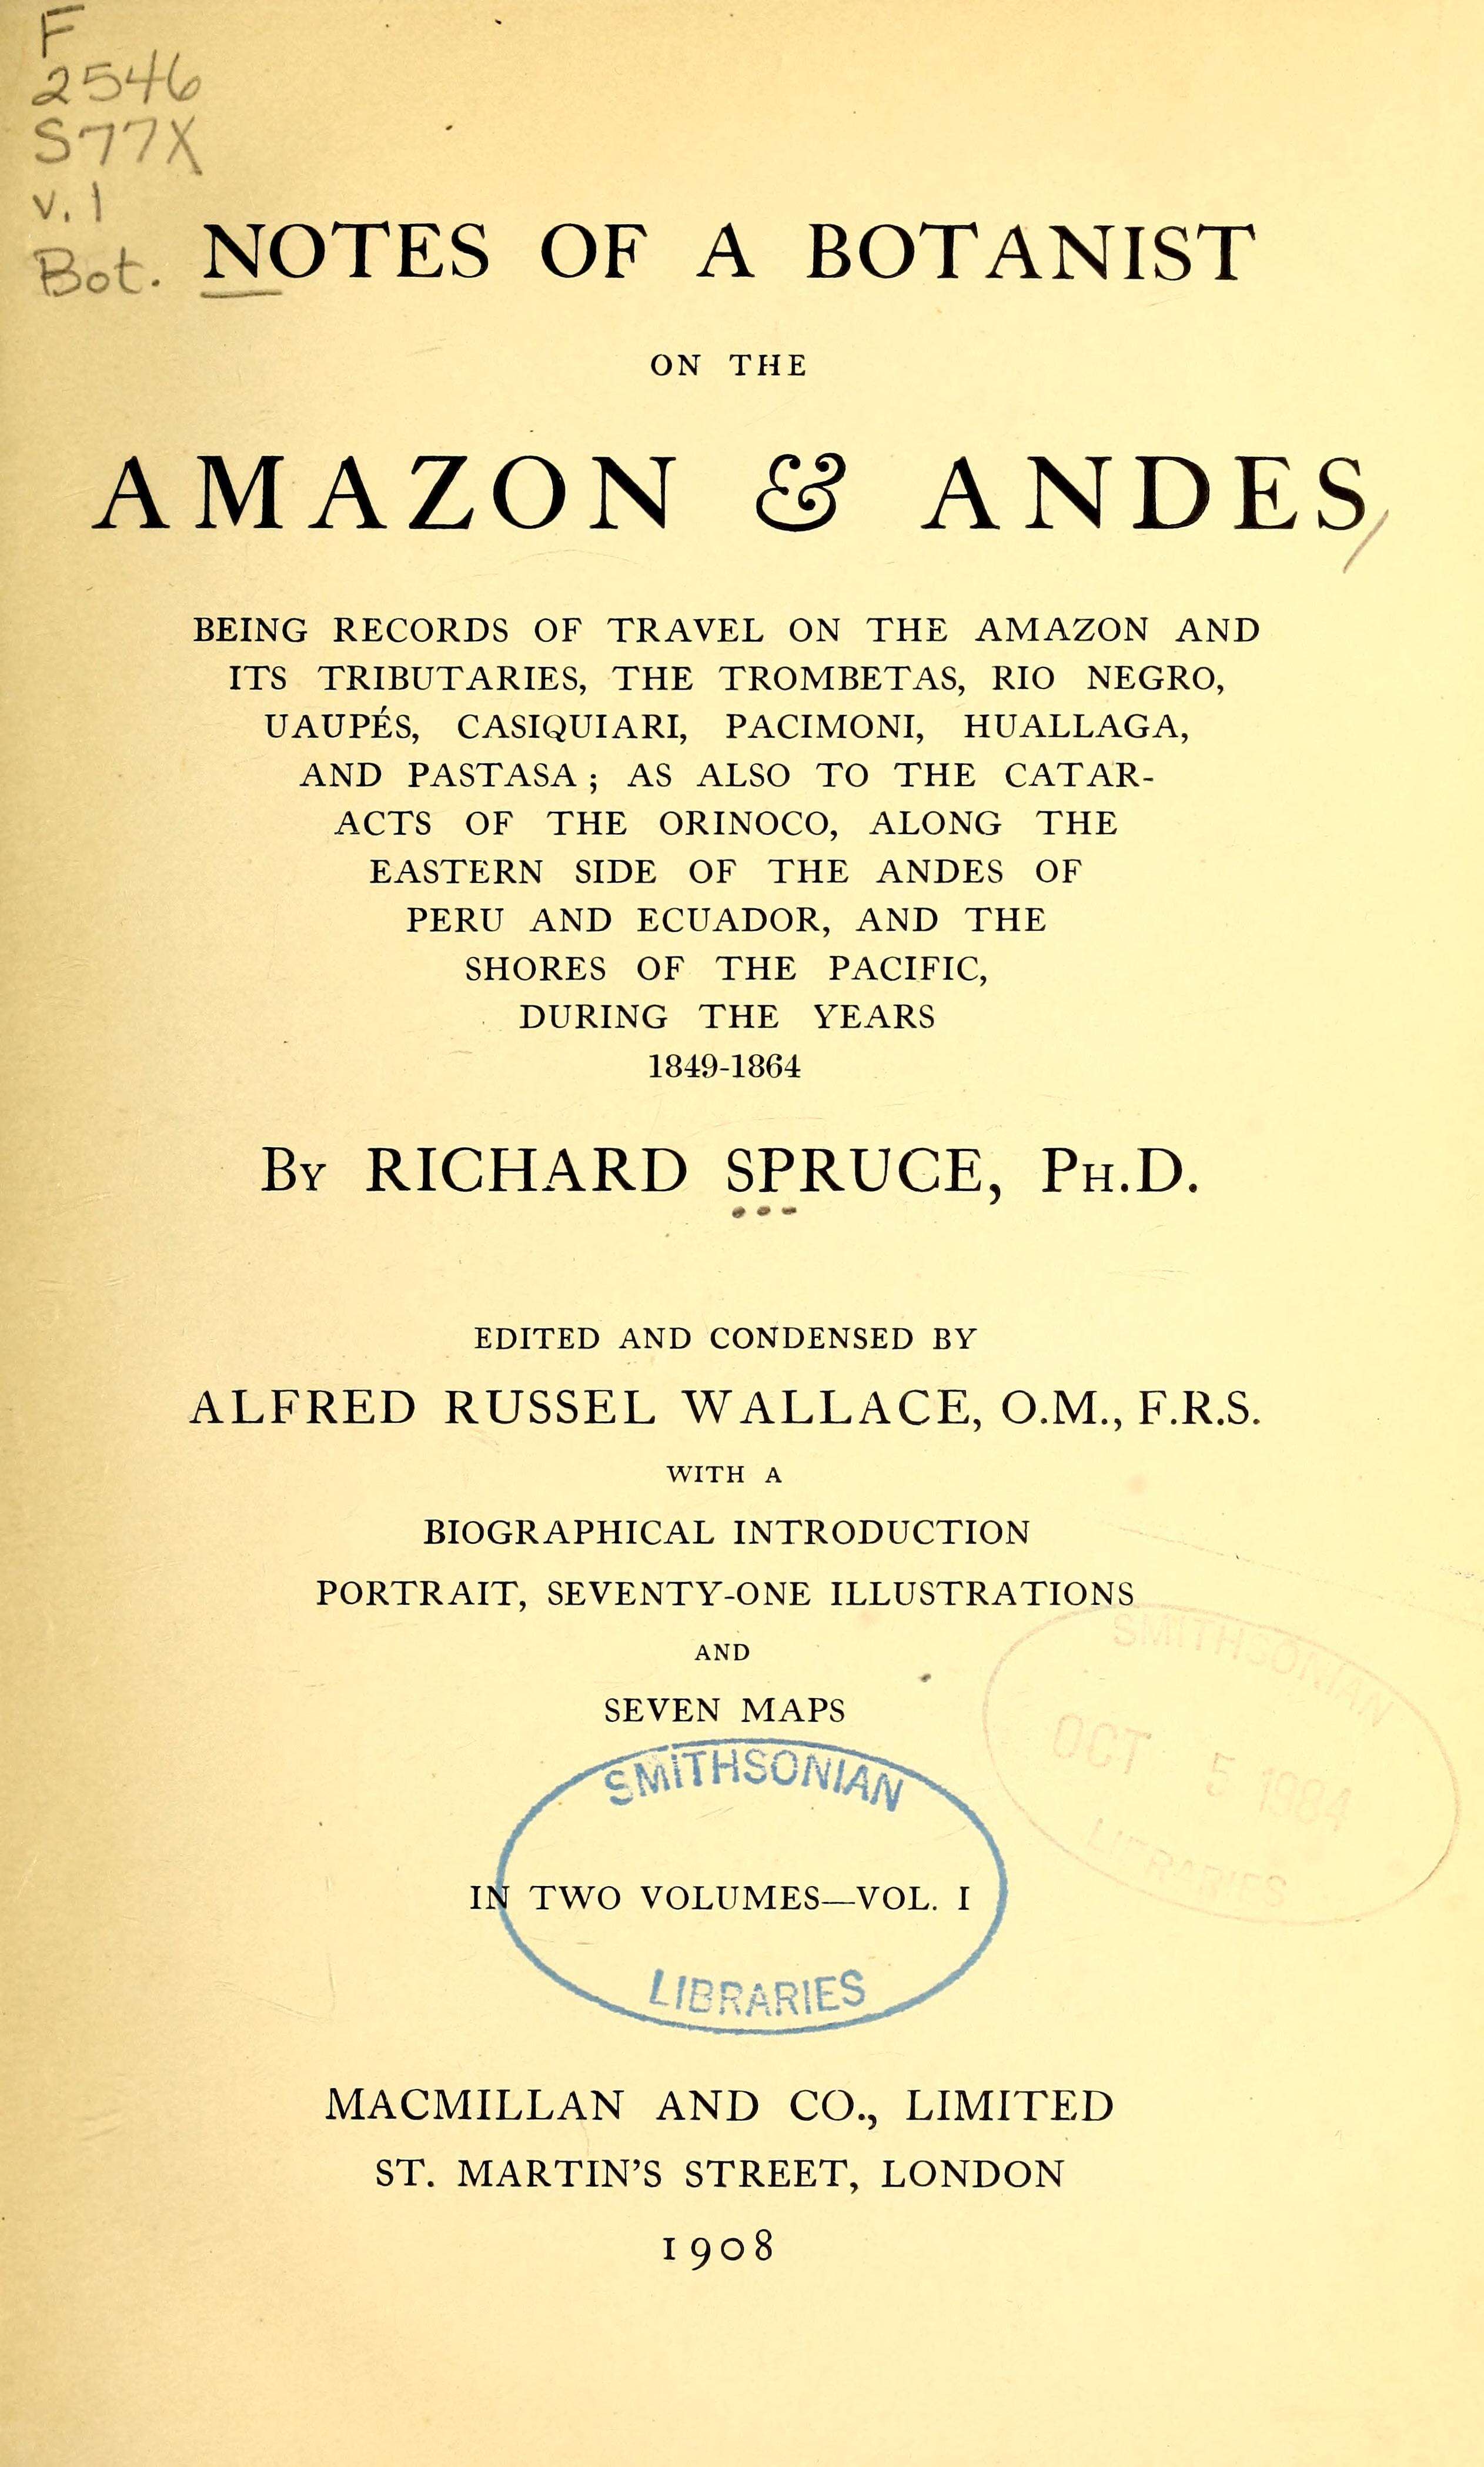 F
2546
S77X
v.1
Bot.
NOTES OF A BOTANIST
ON THE
AMAZON & ANDES
BEING RECORDS OF TRAVEL ON THE AMAZON AND
ITS TRIBUTARIES, THE TROMBETAS, RIO NEGRO,
UAUPÉS, CASIQUIARI, PACIMONI, HUALLAGA,
AND PASTASA; AS ALSO TO THE CATAR-
ACTS OF THE ORINOCO, ALONG THE
EASTERN SIDE OF THE ANDES OF
PERU AND ECUADOR, AND THE
SHORES OF THE PACIFIC,
DURING THE YEARS
1849-1864
BY RICHARD SPRUCE, PH.D.
EDITED AND CONDENSED BY
ALFRED RUSSEL WALLACE, O.M., F.R.S.
WITH A
BIOGRAPHICAL INTRODUCTION
PORTRAIT, SEVENTY-ONE ILLUSTRATIONS
AND
SEVEN MAPS
SMITHSONIAN
OCT 5 1984
LIBRARIES
SMITHSONIAN
IN TWO VOLUMES—VOL. I
LIBRARIES
MACMILLAN AND CO., LIMITED
ST. MARTIN'S STREET, LONDON
1908